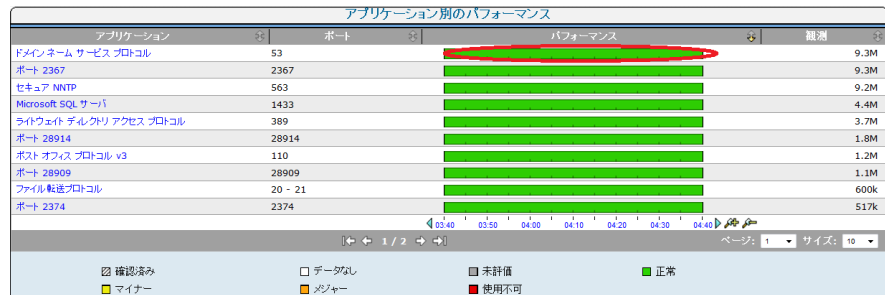 アプリケーション別のパフォーマンス
アプリケーション ポート パフォーマンス 観測
ドメイン ネーム サービス プロトコル 53 9.3M
ポート 2367 2367 9.3M
セキュア NNTP 563 9.2M
Microsoft SQL サーバ 1433 4.4M
ライトウェイト ディレクトリ アクセス プロトコル 389 3.7M
ポート 28914 28914 1.8M
ポスト オフィス プロトコル v3 110 1.2M
ポート 28909 28909 1.1M
ファイル転送プロトコル 20 - 21 600k
ポート 2374 2374 517k
03:40 03:50 04:00 04:10 04:20 04:30 04:40
1 / 2 ページ: 1 サイズ: 10
確認済み データなし 未評価 正常
マイナー メジャー 使用不可